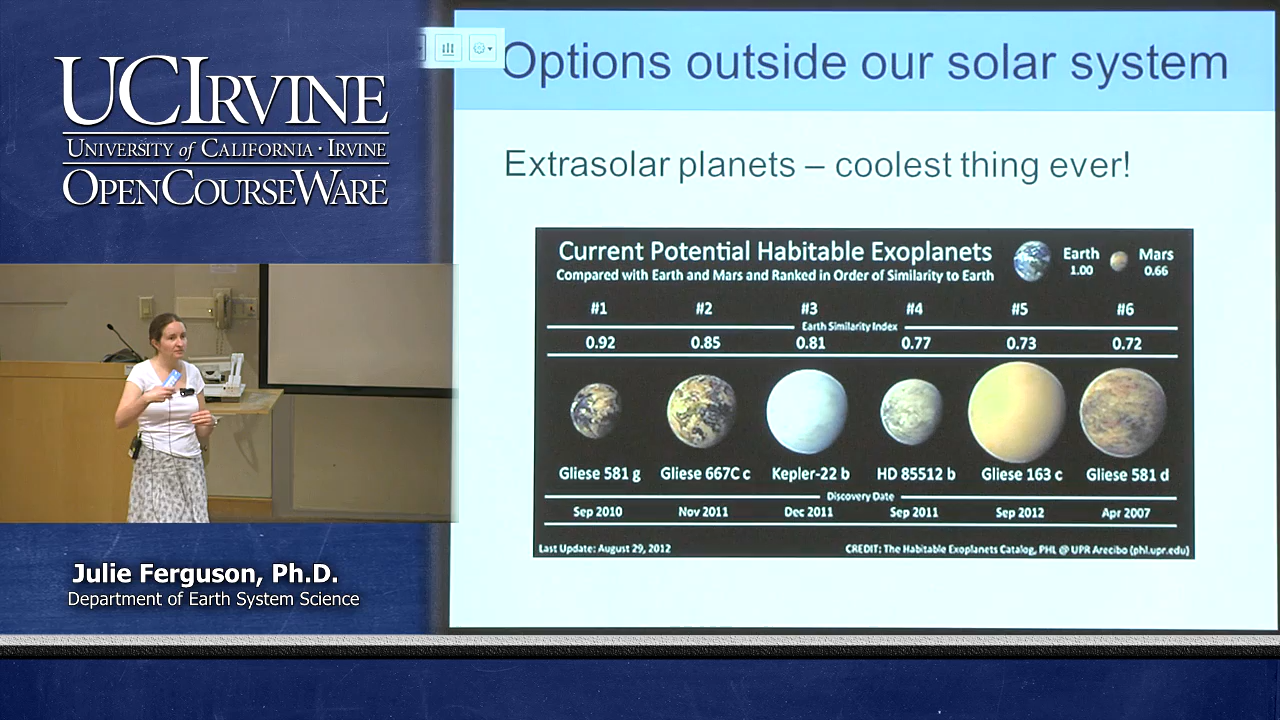 UCIRVINE
UNIVERSITY of CALIFORNIA · IRVINE
OPENCOURSEWARE
Julie Ferguson, Ph.D.
Department of Earth System Science
Options outside our solar system
Extrasolar planets – coolest thing ever!
Current Potential Habitable Exoplanets
Compared with Earth and Mars and Ranked in Order of Similarity to Earth
Earth 1.00
Mars 0.66
#1 #2 #3 #4 #5 #6
Earth Similarity Index
0.92 0.85 0.81 0.77 0.73 0.72
Gliese 581 g Gliese 667C c Kepler-22 b HD 85512 b Gliese 163 c Gliese 581 d
Discovery Date
Sep 2010 Nov 2011 Dec 2011 Sep 2011 Sep 2012 Apr 2007
Last Update: August 29, 2012 CREDIT: The Habitable Exoplanets Catalog, PHL @ UPR Arecibo (phl.upr.edu)